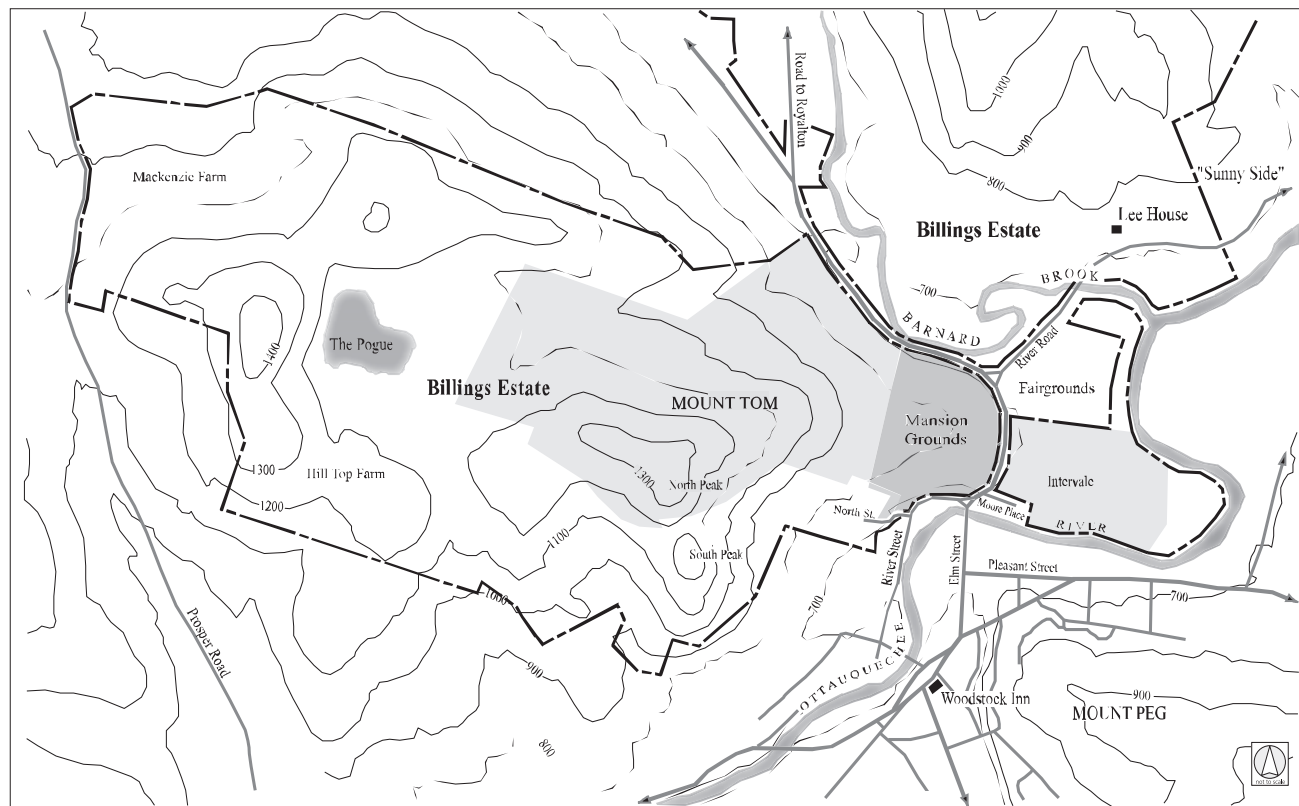 Road to Royalton
1000
900
800
"Sunny Side"
Mackenzie Farm
Lee House
Billings Estate
BROOK
700
BARNARD
River Road
The Pogue
1400
Fairgrounds
Billings Estate
MOUNT TOM
Mansion
Grounds
1300
Hill Top Farm
1300
North Peak
Intervale
1200
North St.
Moore Place
RIVER
1100
South Peak
River Street
Elm Street
Pleasant Street
1000
700
700
Prosper Road
900
OTTAUQUECHEE
Woodstock Inn
900
MOUNT PEG
800
not to scale